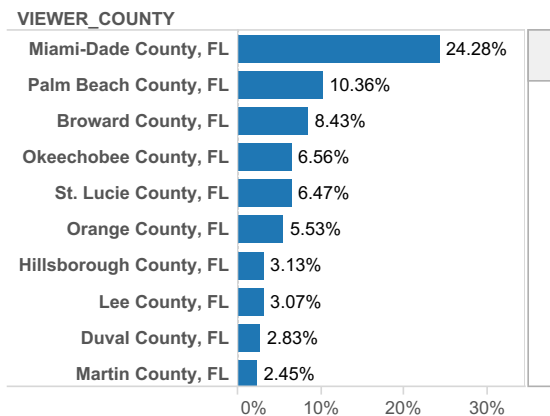 VIEWER_COUNTY
Miami-Dade County, FL 24.28%
Palm Beach County, FL 10.36%
Broward County, FL 8.43%
Okeechobee County, FL 6.56%
St. Lucie County, FL 6.47%
Orange County, FL 5.53%
Hillsborough County, FL 3.13%
Lee County, FL 3.07%
Duval County, FL 2.83%
Martin County, FL 2.45%
0% 10% 20% 30%